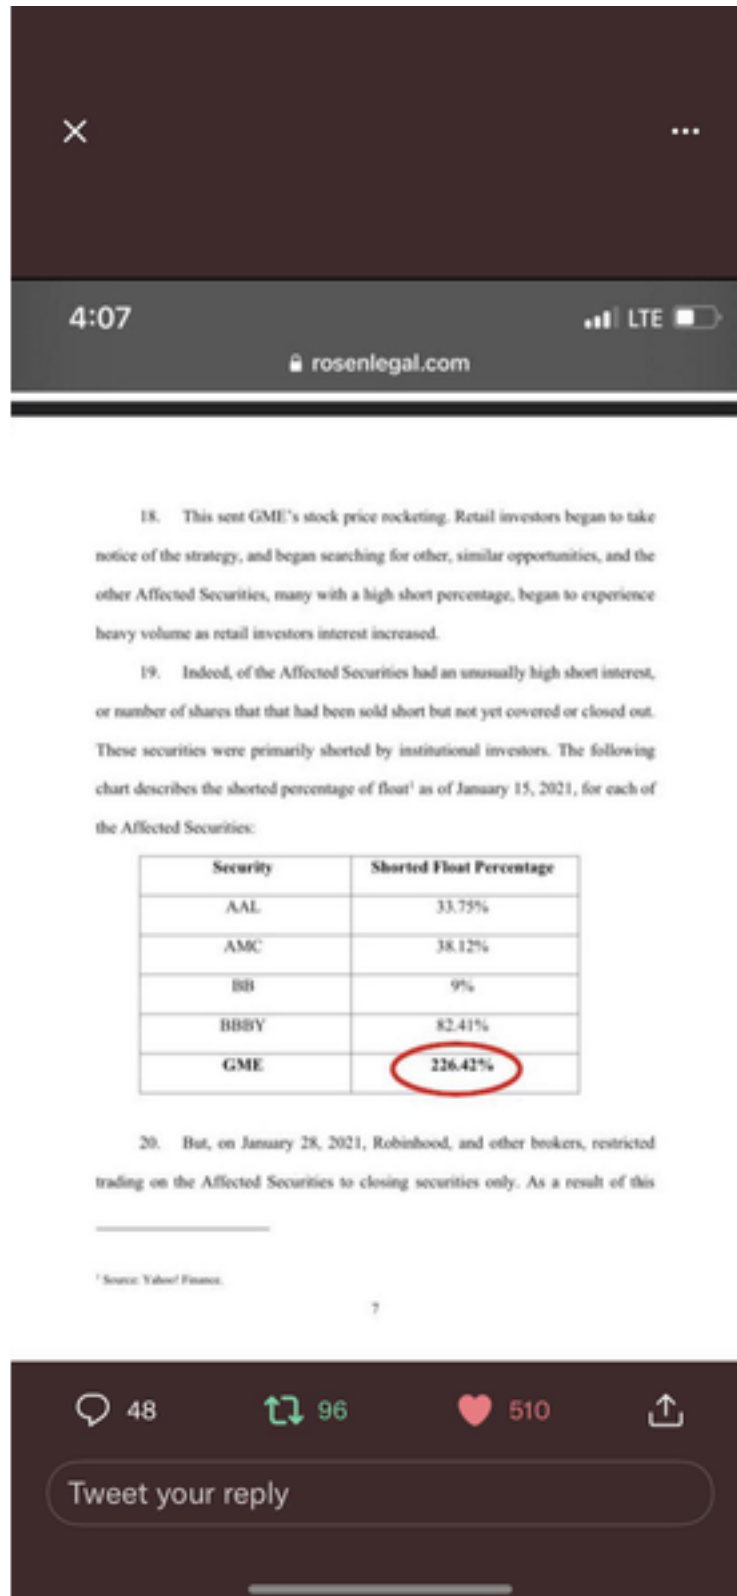 4:07
LTE
rosenlegal.com
18. This sent GME's stock price rocketing. Retail investors began to take
notice of the strategy, and began searching for other, similar opportunities, and the
other Affected Securities, many with a high short percentage, began to experience
heavy volume as retail investors interest increased.
19. Indeed, of the Affected Securities had an unusually high short interest,
or number of shares that that had been sold short but not yet covered or closed out.
These securities were primarily shorted by institutional investors. The following
chart describes the shorted percentage of float¹ as of January 15, 2021, for each of
the Affected Securities:
Security Shorted Float Percentage
AAL 33.75%
AMC 38.12%
BB 9%
BBBY 82.41%
GME 226.42%
20. But, on January 28, 2021, Robinhood, and other brokers, restricted
trading on the Affected Securities to closing securities only. As a result of this
¹ Source: Yahoo! Finance.
7
48 96 510
Tweet your reply